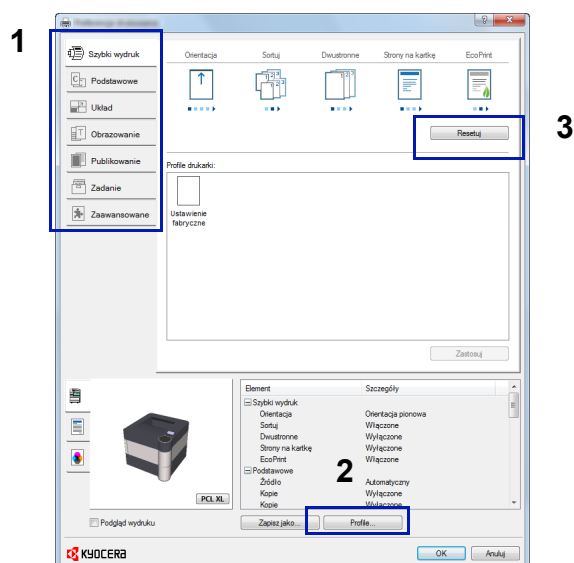 1
Szybki wydruk
Podstawowe
Układ
Obrazowanie
Publikowanie
Zadanie
Zaawansowane
Orientacja Sortuj Dwustronne Strony na kartkę EcoPrint
Resetuj
3
Profile drukarki:
Ustawienie
fabryczne
Zastosuj
Element Szczegóły
Szybki wydruk
Orientacja Orientacja pionowa
Sortuj Włączone
Dwustronne Wyłączone
Strony na kartkę Wyłączone
EcoPrint Włączone
Podstawowe
Źródło Automatyczny
Kopie Wyłączone
Kopie Wyłączone
2
PCL XL
Podgląd wydruku
Zapisz jako...
Profile...
KYOCERA
OK Anuluj